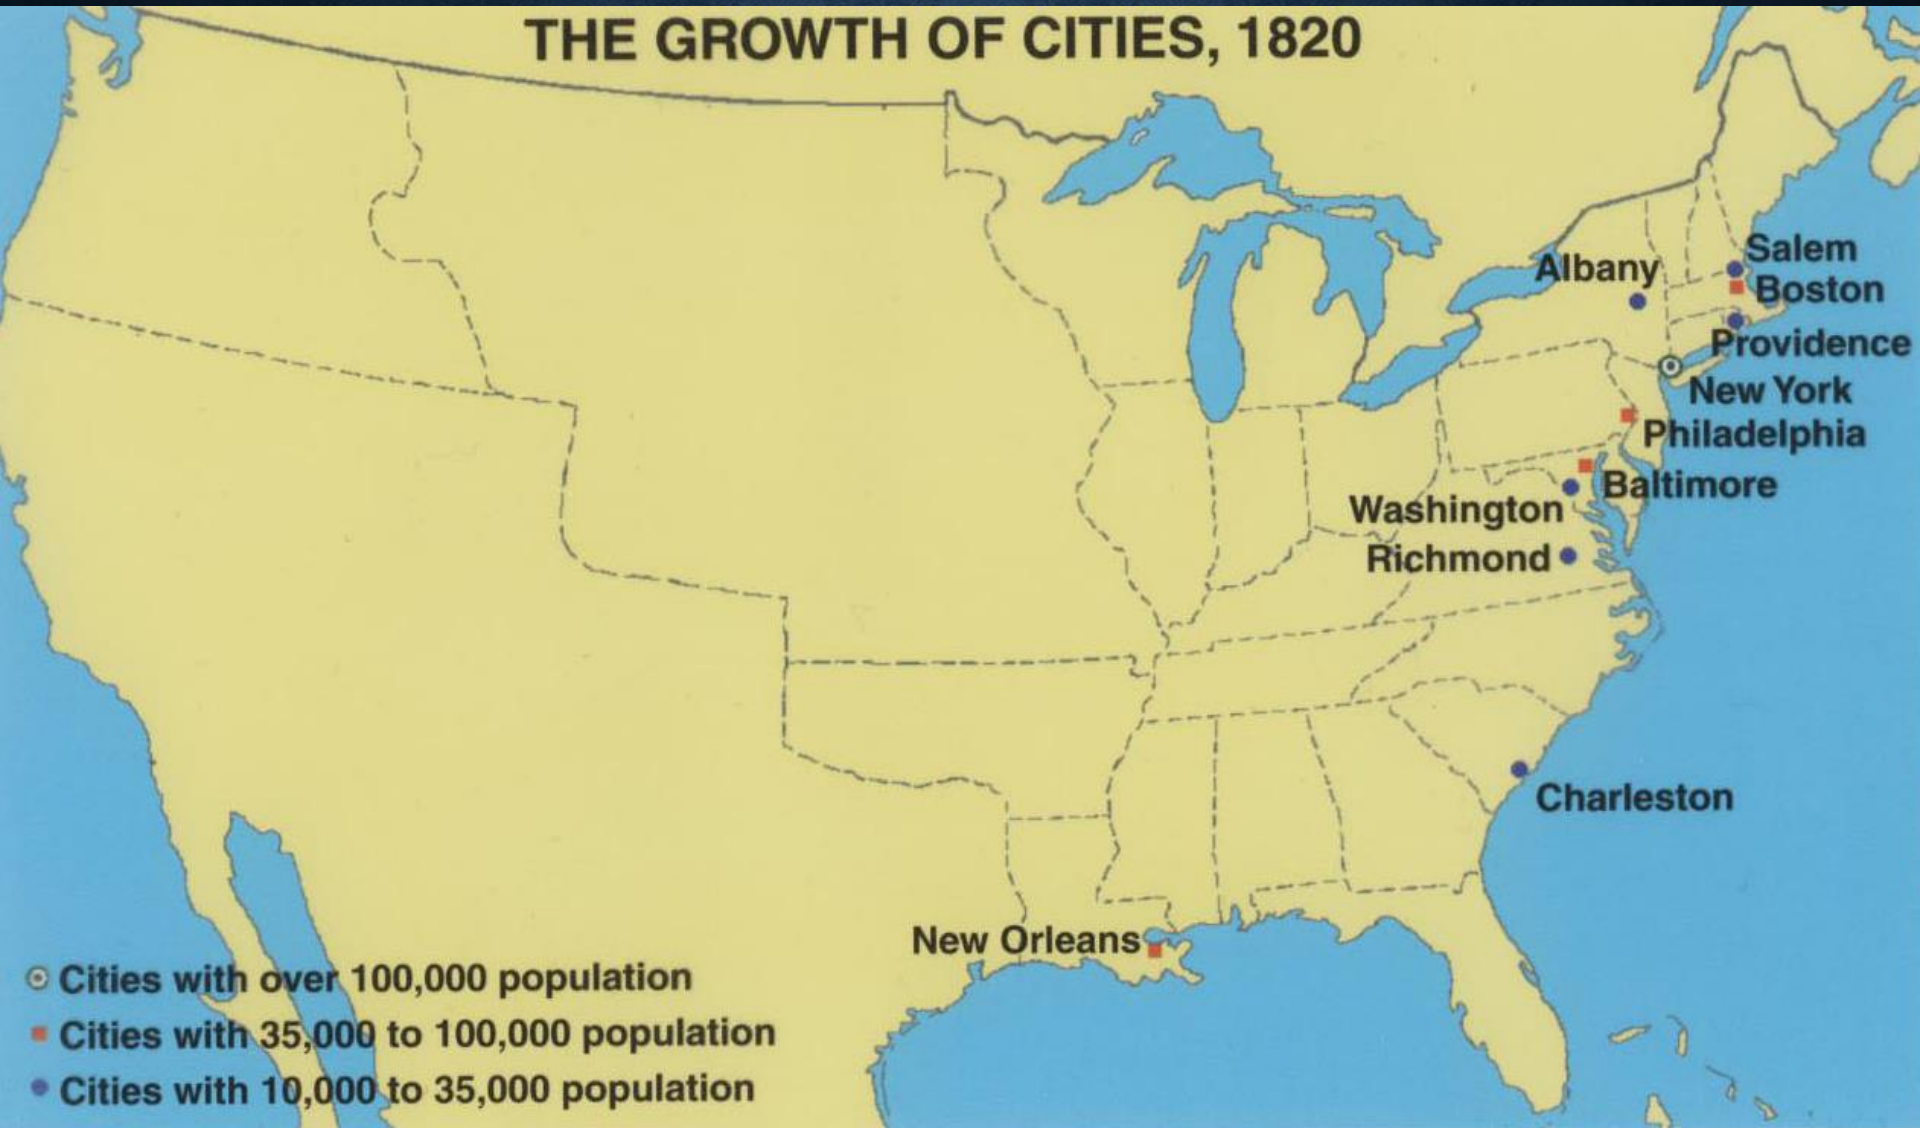 THE GROWTH OF CITIES, 1820
Salem
Albany
Boston
Providence
New York
Philadelphia
Baltimore
Washington
Richmond
Charleston
New Orleans
Cities with over 100,000 population
Cities with 35,000 to 100,000 population
Cities with 10,000 to 35,000 population